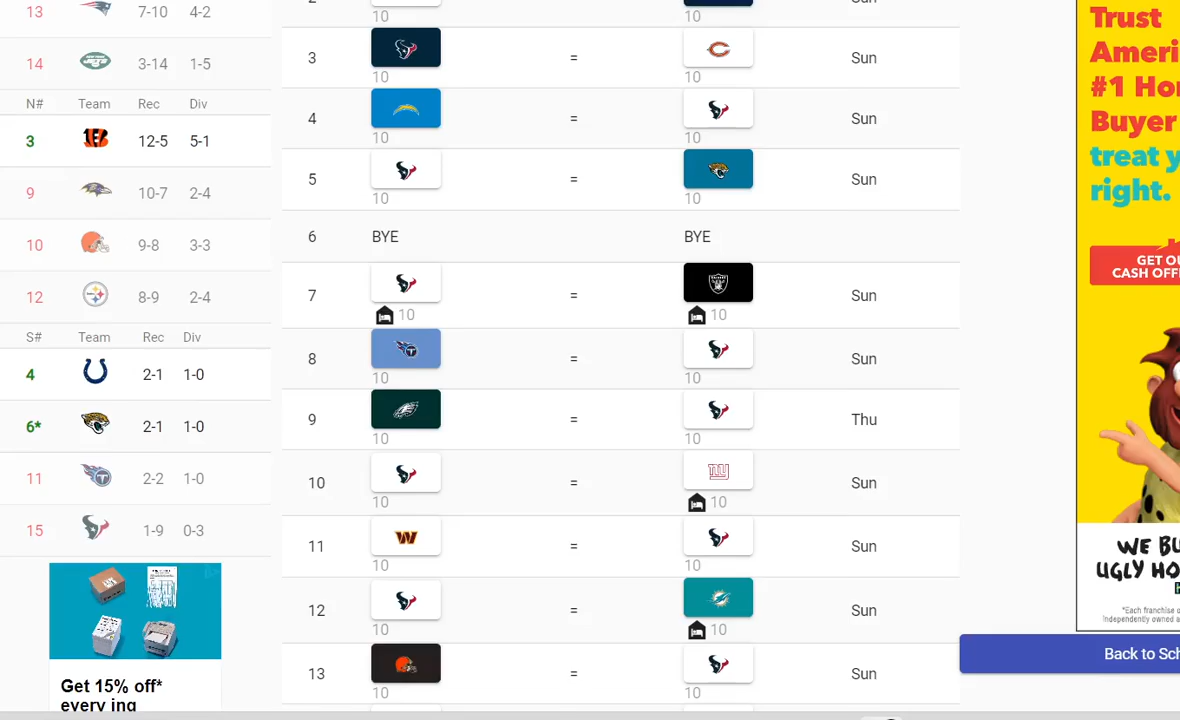 13 7-10 4-2
14 3-14 1-5
N# Team Rec Div
3 12-5 5-1
9 10-7 2-4
10 9-8 3-3
12 8-9 2-4
S# Team Rec Div
4 2-1 1-0
6* 2-1 1-0
11 2-2 1-0
15 1-9 0-3
Get 15% off*
every ing
10 10
3 = Sun
10 10
4 = Sun
10 10
5 = Sun
10 10
6 BYE BYE
7 = Sun
10 10
8 = Sun
10 10
9 = Thu
10 10
10 = Sun
10 10
11 = Sun
10 10
12 = Sun
10 10
13 = Sun
10 10
Trust
Ameri
#1 Ho
Buyer
treat y
right.
GET OU
CASH OFF
WE BU
UGLY HO
*Each franchise o
independently owned a
Back to Sch